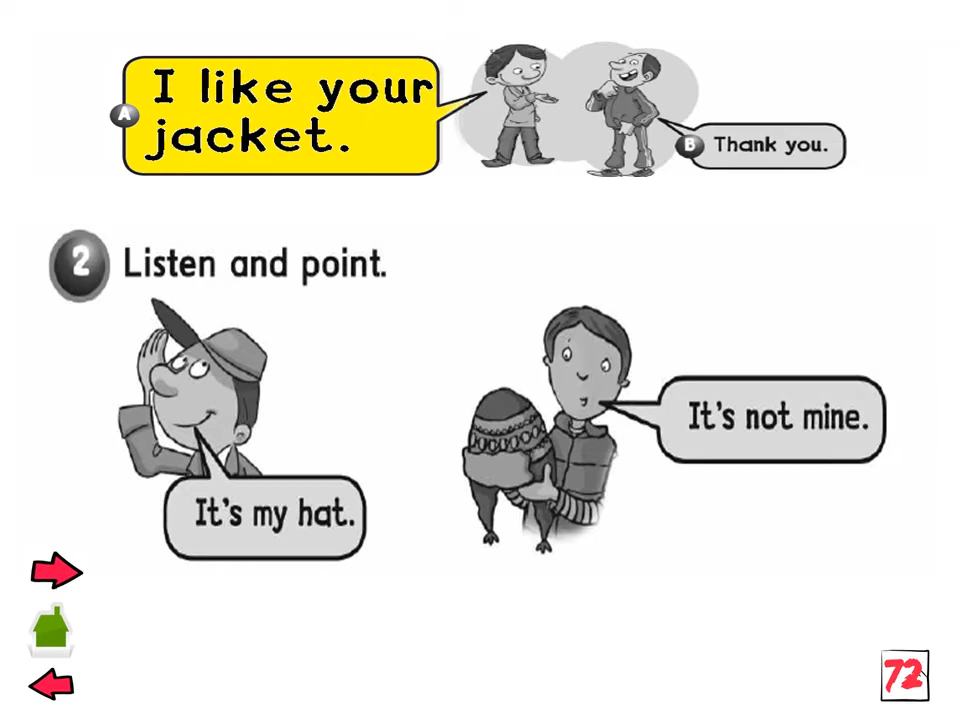 A
I like your
jacket.
B
Thank you.
2
Listen and point.
It's my hat.
It's not mine.
72